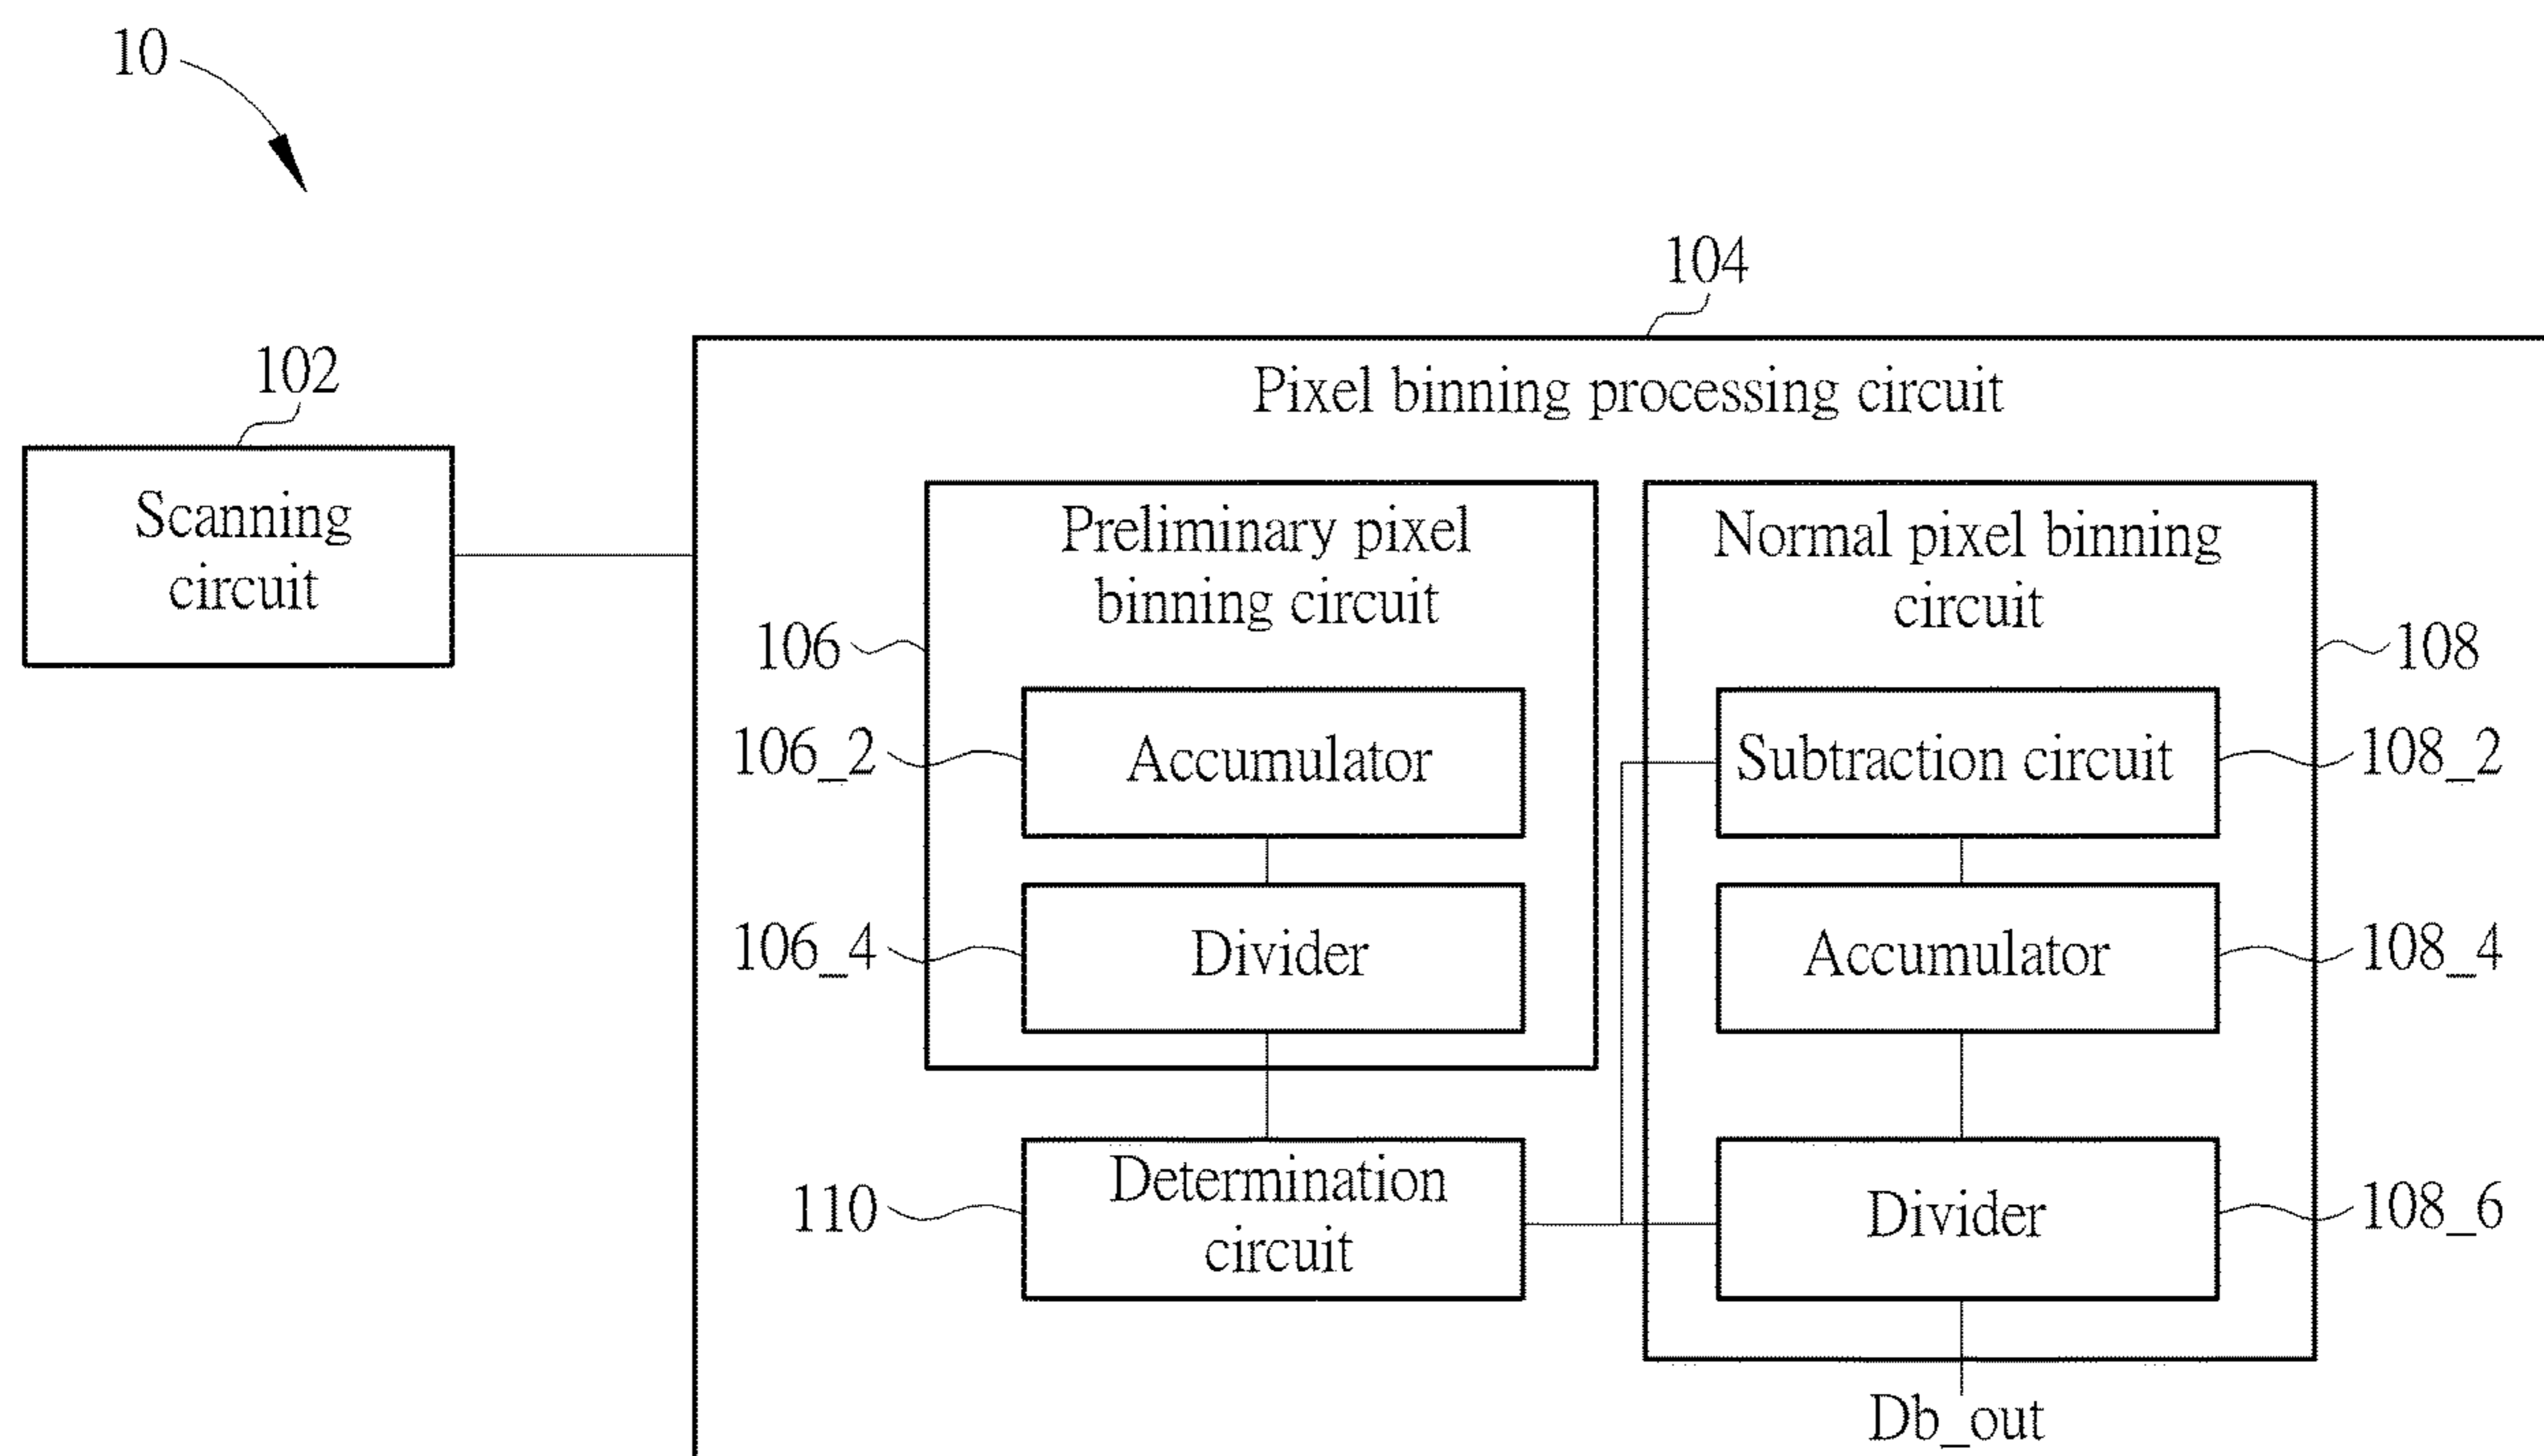 10
104
102
Pixel binning processing circuit
Scanning
circuit
Preliminary pixel
binning circuit
Normal pixel binning
circuit
106
108
106_2
Accumulator
Subtraction circuit
108_2
106_4
Divider
Accumulator
108_4
110
Determination
circuit
Divider
108_6
Db_out